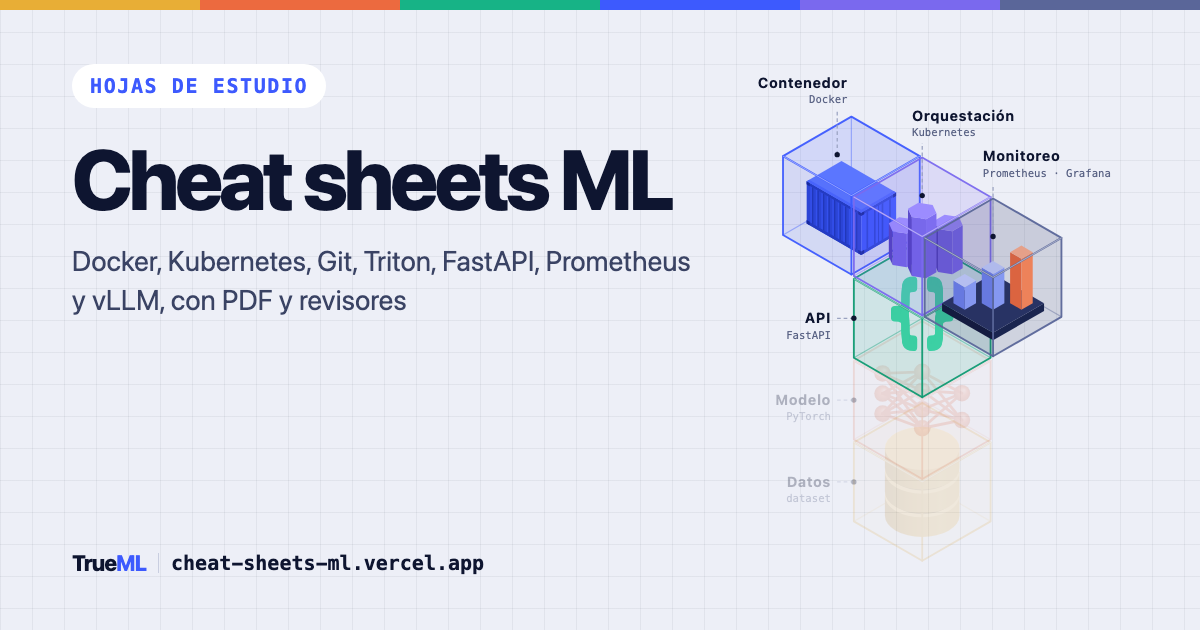 HOJAS DE ESTUDIO
Cheat sheets ML
Docker, Kubernetes, Git, Triton, FastAPI, Prometheus
y vLLM, con PDF y revisores
Contenedor
Docker
Orquestación
Kubernetes
Monitoreo
Prometheus · Grafana
API
FastAPI
Modelo
PyTorch
Datos
dataset
TrueML
cheat-sheets-ml.vercel.app